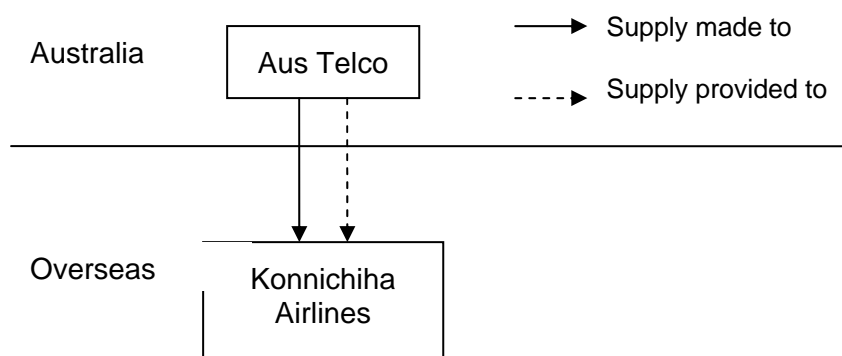 Australia
Aus Telco
Supply made to
Supply provided to
Overseas
Konnichiha
Airlines